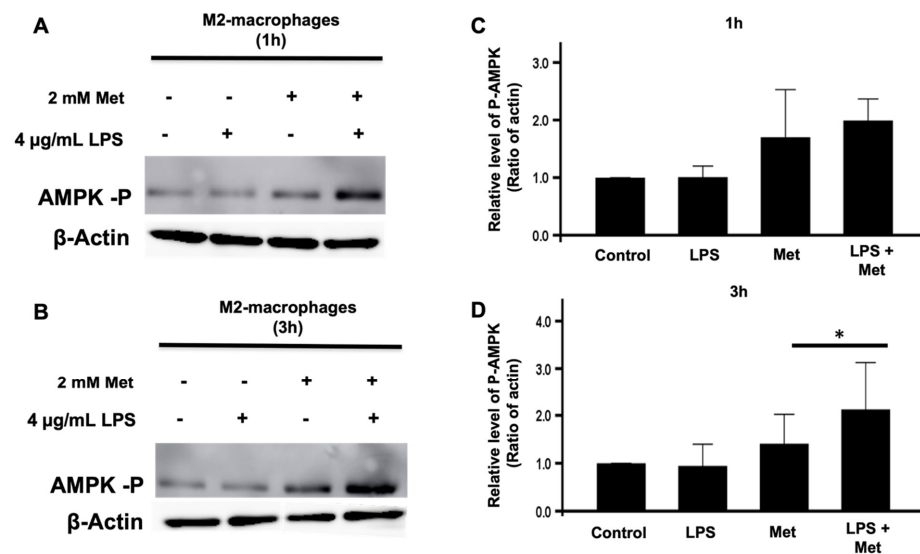 A
M2-macrophages
(1h)
2 mM Met - - + +
4 µg/mL LPS - + - +
AMPK -P
β-Actin
B
M2-macrophages
(3h)
2 mM Met - - + +
4 µg/mL LPS - + - +
AMPK -P
β-Actin
C
1h
Relative level of P-AMPK
(Ratio of actin)
3.0
2.0
1.0
0.0
Control LPS Met LPS +
Met
D
3h
Relative level of P-AMPK
(Ratio of actin)
4.0
3.0
2.0
1.0
0.0
*
Control LPS Met LPS +
Met